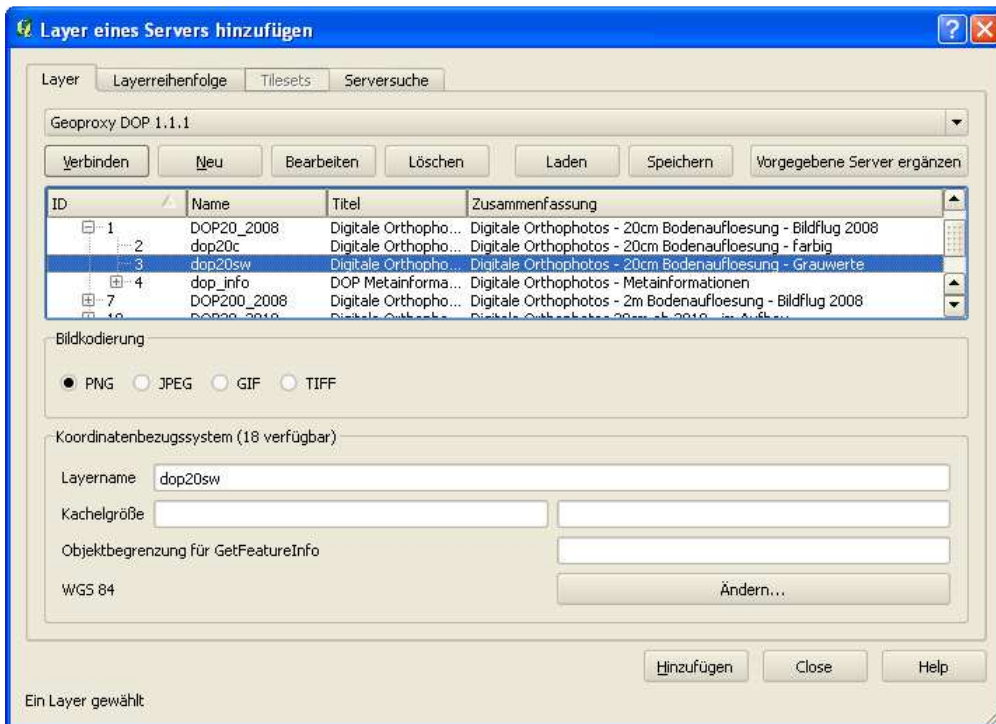 Layer eines Servers hinzufügen
Layer Layerreihenfolge Tilesets Serversuche
Geoproxy DOP 1.1.1
Verbinden Neu Bearbeiten Löschen Laden Speichern Vorgegebene Server ergänzen
ID Name Titel Zusammenfassung
1 DOP20_2008 Digitale Orthopho... Digitale Orthophotos - 20cm Bodenaufloesung - Bildflug 2008
2 dop20c Digitale Orthopho... Digitale Orthophotos - 20cm Bodenaufloesung - farbig
3 dop20sw Digitale Orthopho... Digitale Orthophotos - 20cm Bodenaufloesung - Grauwerte
4 dop_info DOP Metainforma... Digitale Orthophotos - Metainformationen
7 DOP200_2008 Digitale Orthopho... Digitale Orthophotos - 2m Bodenaufloesung - Bildflug 2008
Digitale Orthopho... Digitale Orthophotos
Bildkodierung
PNG JPEG GIF TIFF
Koordinatenbezugssystem (18 verfügbar)
Layername dop20sw
Kachelgröße
Objektbegrenzung für GetFeatureInfo
WGS 84 Ändern...
Hinzufügen Close Help
Ein Layer gewählt